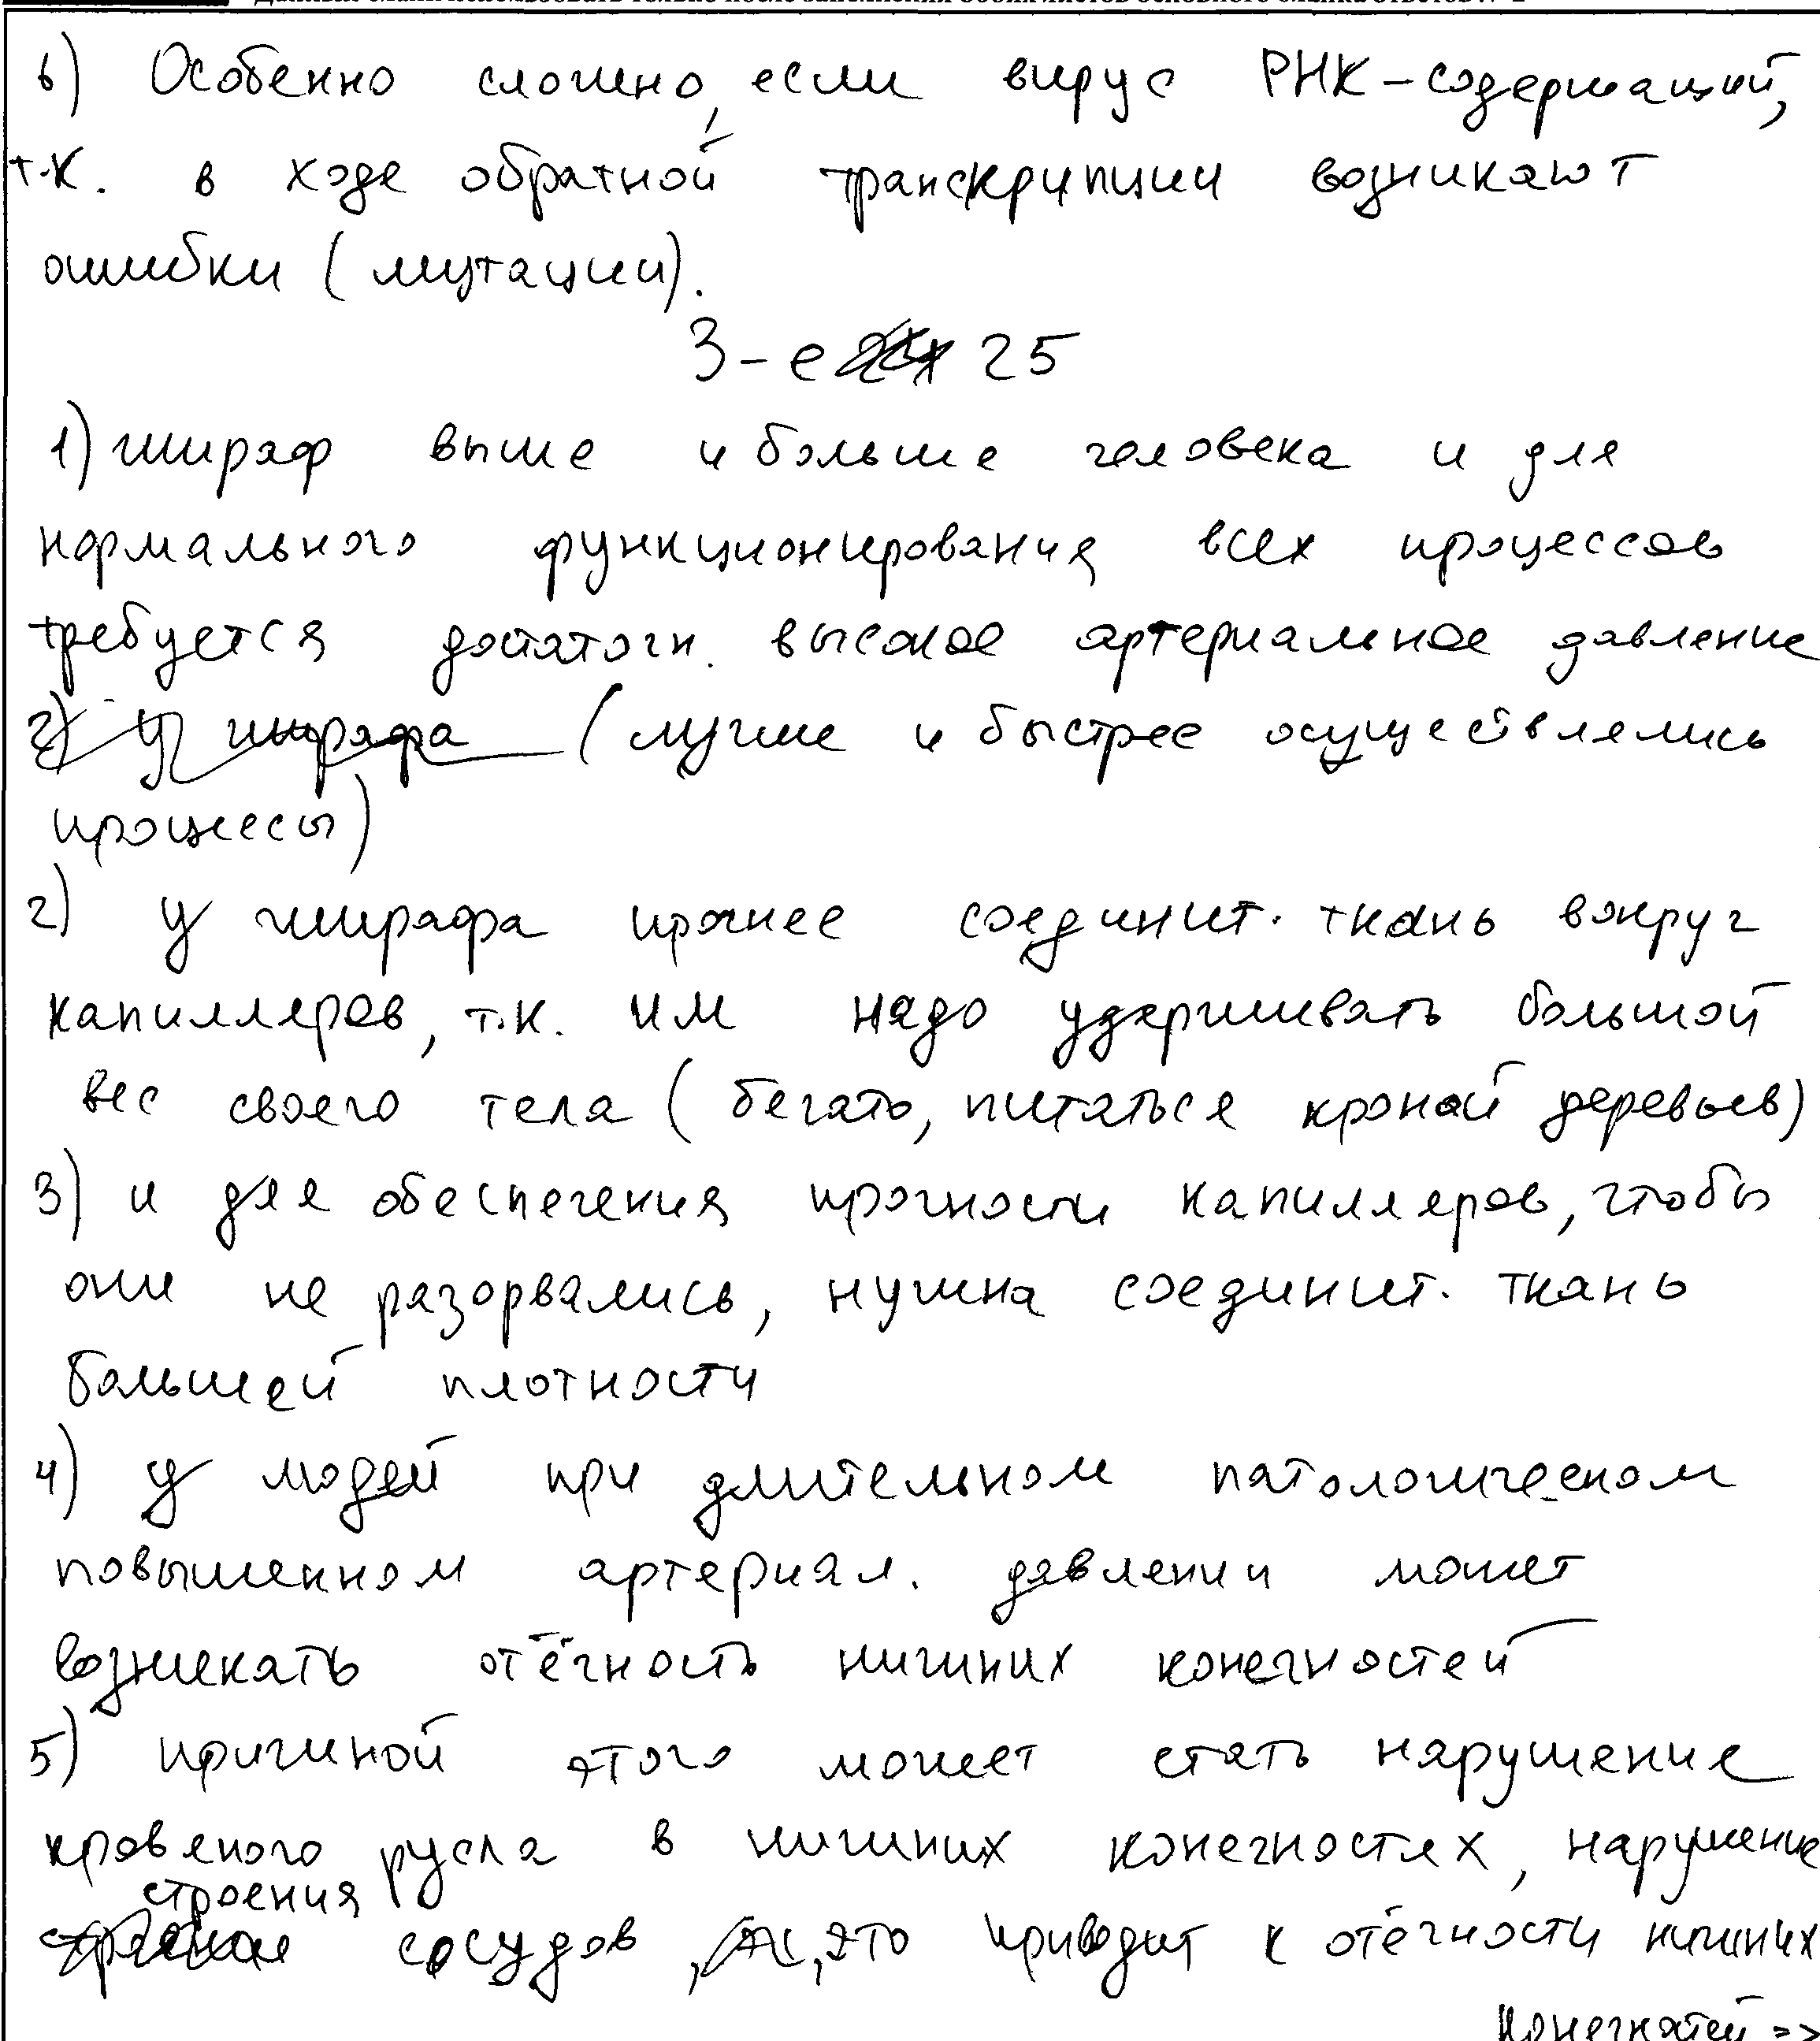 6) Особенно сложно, если вирус РНК-содержащий,
т.к. в ходе обратной транскрипции возникают
ошибки (мутации).
З-е 25
1) жираф выше и больше человека и для
нормального функционирования всех процессов
требуется достаточн. высокое артериальное давление
2) У жирафа (лучше и быстрее осуществлялись
процессы)
2) У жирафа прочнее соединит. ткань вокруг
капилляров, т.к. им надо удерживать большой
вес своего тела (бегать, питаться кроной деревьев)
3) и для обеспечения прочности капилляров, чтобы
они не разорвались, нужна соединит. ткань
большей плотности
4) У людей при длительном патологическом
повышенном артериал. давлении может
возникать отёчность нижних конечностей
5) причиной этого может стать нарушение
кровяного русла в нижних конечностях, нарушение
строения
сосудов, это приводит к отёчности нижних
конечностей =>